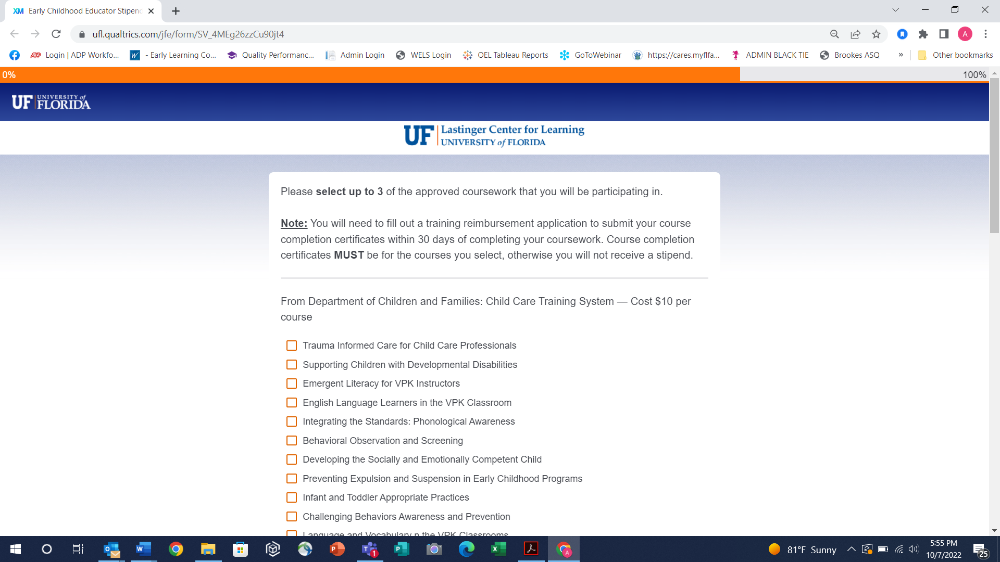 XM Early Childhood Educator Stipen
ufl.qualtrics.com/jfe/form/SV_4MEg26zzCu90jt4
A
ADP Login | ADP Workfo... W - Early Learning Co... Quality Performanc... Admin Login WELS Login OEL Tableau Reports GoToWebinar https://cares.myflfa... ADMIN BLACK TIE Brookes ASQ » Other bookmarks
0% 100%
UF UNIVERSITY of FLORIDA
UF Lastinger Center for Learning
UNIVERSITY of FLORIDA
Please select up to 3 of the approved coursework that you will be participating in.
Note: You will need to fill out a training reimbursement application to submit your course
completion certificates within 30 days of completing your coursework. Course completion
certificates MUST be for the courses you select, otherwise you will not receive a stipend.
From Department of Children and Families: Child Care Training System — Cost $10 per
course
Trauma Informed Care for Child Care Professionals
Supporting Children with Developmental Disabilities
Emergent Literacy for VPK Instructors
English Language Learners in the VPK Classroom
Integrating the Standards: Phonological Awareness
Behavioral Observation and Screening
Developing the Socially and Emotionally Competent Child
Preventing Expulsion and Suspension in Early Childhood Programs
Infant and Toddler Appropriate Practices
Challenging Behaviors Awareness and Prevention
Language and Vocabulary n the VPK Classrooms
81°F Sunny
5:55 PM
10/7/2022
25